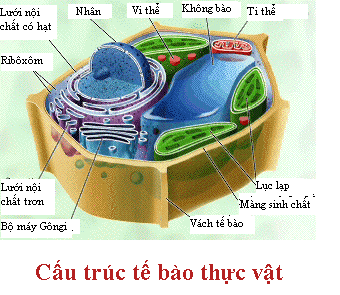 Lưới nội
chất có hạt
Nhân
Vi thể
Không bào
Ti thể
Ribôxôm
Lưới nội
chất trơn
Bộ máy Gôngi .
Lục lạp
Màng sinh chất
Vách tế bào
Cấu trúc tế bào thực vật